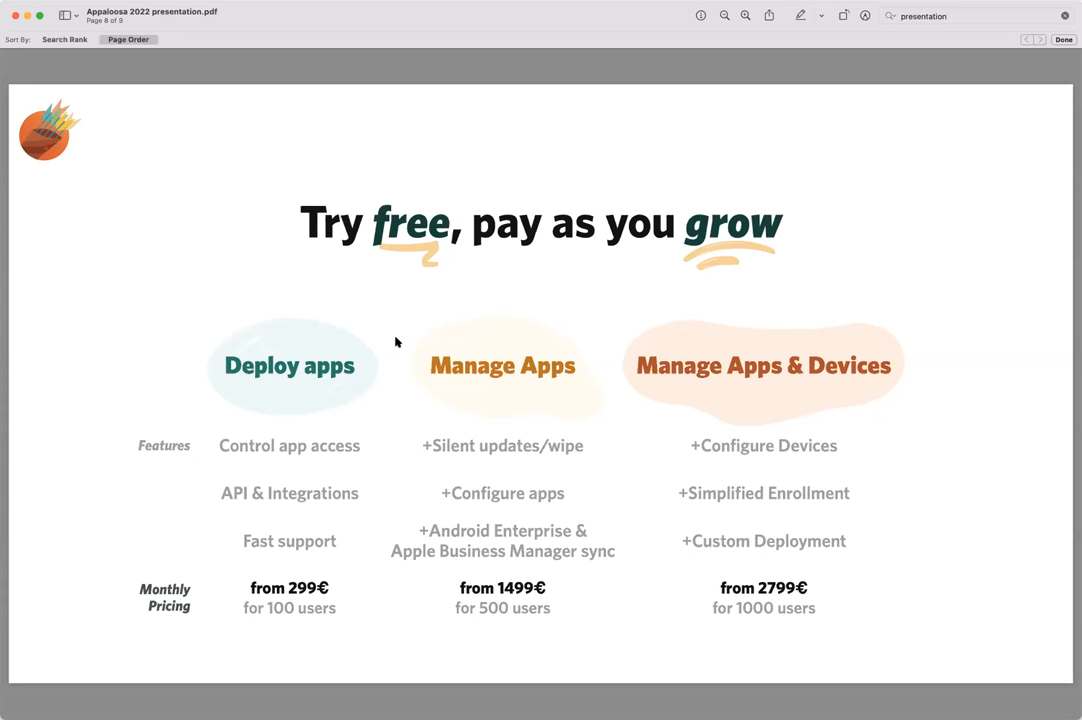 Appaloosa 2022 presentation.pdf
Page 8 of 9
presentation
Sort By:
Search Rank
Page Order
Done
Try free, pay as you grow
Deploy apps
Manage Apps
Manage Apps & Devices
Features
Control app access
+Silent updates/wipe
+Configure Devices
API & Integrations
+Configure apps
+Simplified Enrollment
Fast support
+Android Enterprise &
Apple Business Manager sync
+Custom Deployment
Monthly
Pricing
from 299€
for 100 users
from 1499€
for 500 users
from 2799€
for 1000 users